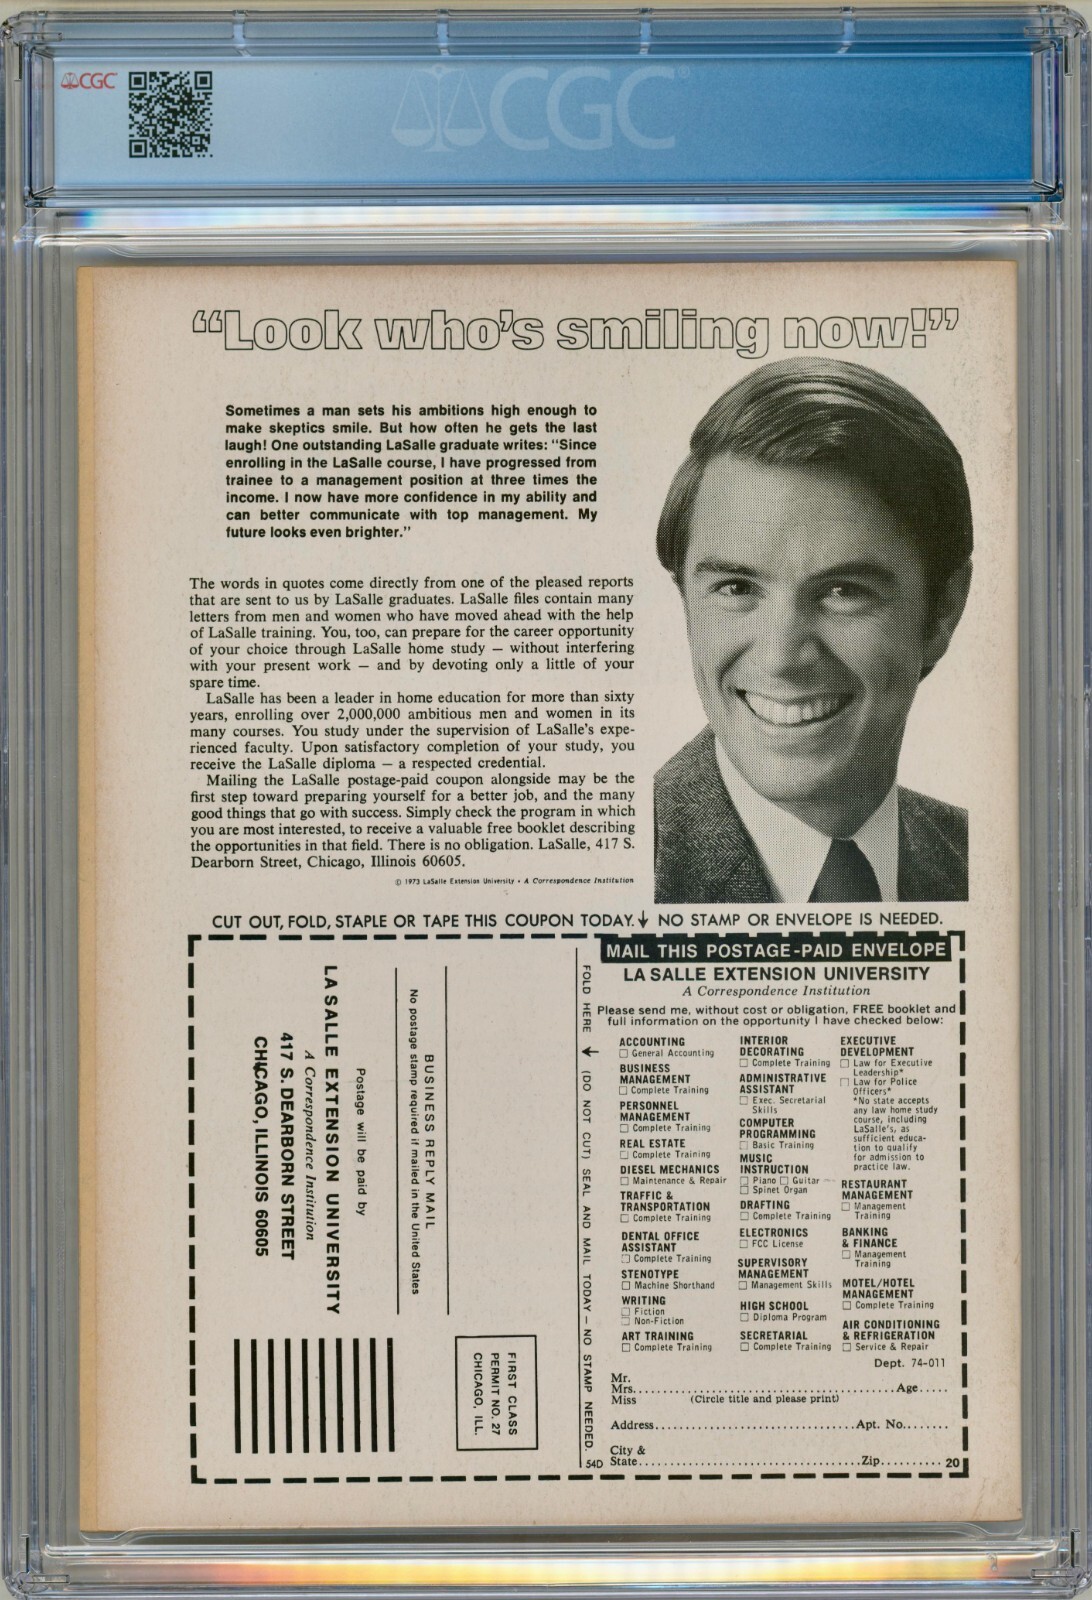 CGC
CGC
“Look who’s smiling now!”
Sometimes a man sets his ambitions high enough to
make skeptics smile. But how often he gets the last
laugh! One outstanding LaSalle graduate writes: “Since
enrolling in the LaSalle course, I have progressed from
trainee to a management position at three times the
income. I now have more confidence in my ability and
can better communicate with top management. My
future looks even brighter.”
The words in quotes come directly from one of the pleased reports
that are sent to us by LaSalle graduates. LaSalle files contain many
letters from men and women who have moved ahead with the help
of LaSalle training. You, too, can prepare for the career opportunity
of your choice through LaSalle home study — without interfering
with your present work — and by devoting only a little of your
spare time.
LaSalle has been a leader in home education for more than sixty
years, enrolling over 2,000,000 ambitious men and women in its
many courses. You study under the supervision of LaSalle's expe-
rienced faculty. Upon satisfactory completion of your study, you
receive the LaSalle diploma — a respected credential.
Mailing the LaSalle postage-paid coupon alongside may be the
first step toward preparing yourself for a better job, and the many
good things that go with success. Simply check the program in which
you are most interested, to receive a valuable free booklet describing
the opportunities in that field. There is no obligation. LaSalle, 417 S.
Dearborn Street, Chicago, Illinois 60605.
© 1973 LaSalle Extension University • A Correspondence Institution
CUT OUT, FOLD, STAPLE OR TAPE THIS COUPON TODAY. ↓ NO STAMP OR ENVELOPE IS NEEDED.
FIRST CLASS
PERMIT NO. 27
CHICAGO, ILL.
BUSINESS REPLY MAIL
No postage stamp required if mailed in the United States
Postage will be paid by
LA SALLE EXTENSION UNIVERSITY
A Correspondence Institution
417 S. DEARBORN STREET
CHICAGO, ILLINOIS 60605
FOLD HERE → (DO NOT CUT) SEAL AND MAIL TODAY — NO STAMP NEEDED.
54D
MAIL THIS POSTAGE-PAID ENVELOPE
LA SALLE EXTENSION UNIVERSITY
A Correspondence Institution
Please send me, without cost or obligation, FREE booklet and
full information on the opportunity I have checked below:
ACCOUNTING
☐ General Accounting
BUSINESS
MANAGEMENT
☐ Complete Training
PERSONNEL
MANAGEMENT
☐ Complete Training
REAL ESTATE
☐ Complete Training
DIESEL MECHANICS
☐ Maintenance & Repair
TRAFFIC &
TRANSPORTATION
☐ Complete Training
DENTAL OFFICE
ASSISTANT
☐ Complete Training
STENOTYPE
☐ Machine Shorthand
WRITING
☐ Fiction
☐ Non-Fiction
ART TRAINING
☐ Complete Training
INTERIOR
DECORATING
☐ Complete Training
ADMINISTRATIVE
ASSISTANT
☐ Exec. Secretarial
Skills
COMPUTER
PROGRAMMING
☐ Basic Training
MUSIC
INSTRUCTION
☐ Piano ☐ Guitar
☐ Spinet Organ
DRAFTING
☐ Complete Training
ELECTRONICS
☐ FCC License
SUPERVISORY
MANAGEMENT
☐ Management Skills
HIGH SCHOOL
☐ Diploma Program
SECRETARIAL
☐ Complete Training
EXECUTIVE
DEVELOPMENT
☐ Law for Executive
Leadership*
☐ Law for Police
Officers*
*No state accepts
any law home study
course, including
LaSalle's, as
sufficient educa-
tion to qualify
for admission to
practice law.
RESTAURANT
MANAGEMENT
☐ Management
Training
BANKING
& FINANCE
☐ Management
Training
MOTEL/HOTEL
MANAGEMENT
☐ Complete Training
AIR CONDITIONING
& REFRIGERATION
☐ Service & Repair
Dept. 74-011
Mr.
Mrs.......................................................Age.....
Miss (Circle title and please print)
Address...........................................Apt. No........
City &
State...............................................Zip.......... 20